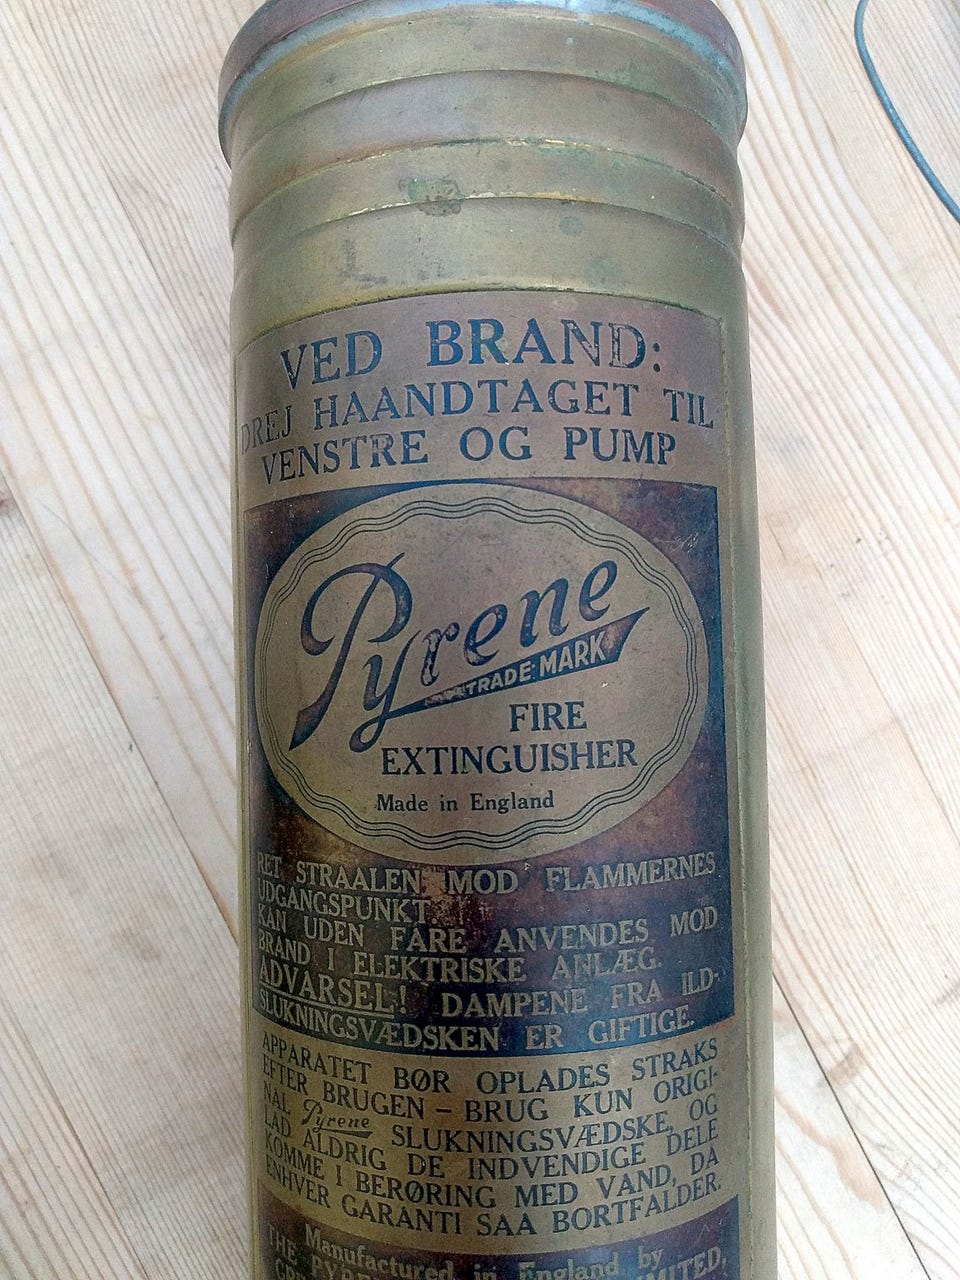 VED BRAND:
DREJ HAANDTAGET TIL
VENSTRE OG PUMP
Pyrene
TRADE MARK
FIRE
EXTINGUISHER
Made in England
RET STRAALEN MOD FLAMMERNES
UDGANGSPUNKT.
KAN UDEN FARE ANVENDES MOD
BRAND I ELEKTRISKE ANLÆG.
ADVARSEL! DAMPENE FRA ILD-
SLUKNINGSVÆDSKEN ER GIFTIGE.
APPARATET BØR OPLADES STRAKS
EFTER BRUGEN – BRUG KUN ORIGI-
NAL Pyrene SLUKNINGSVÆDSKE, OG
LAD ALDRIG DE INDVENDIGE DELE
KOMME I BERØRING MED VAND, DA
ENHVER GARANTI SAA BORTFALDER.
Manufactured in England by
THE PYRENE LIMITED,